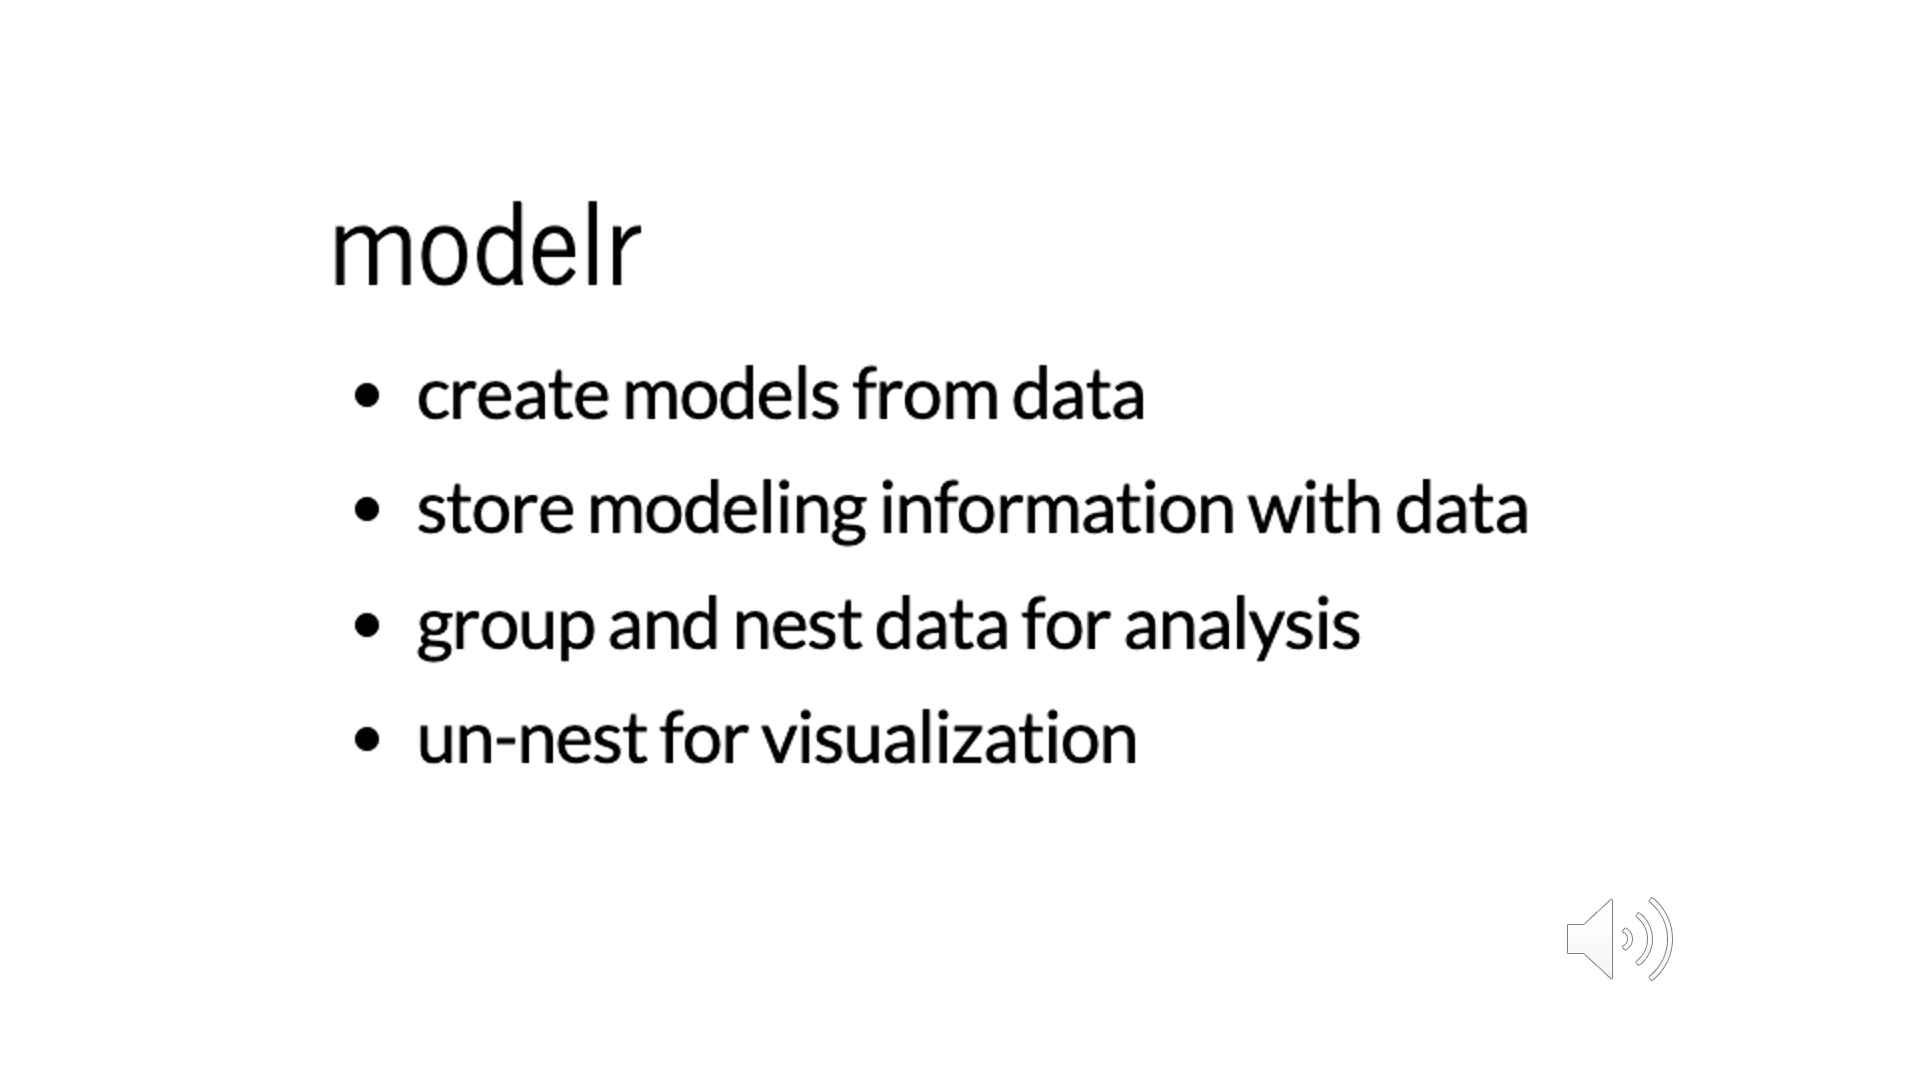 modelr
• create models from data
• store modeling information with data
• group and nest data for analysis
• un-nest for visualization